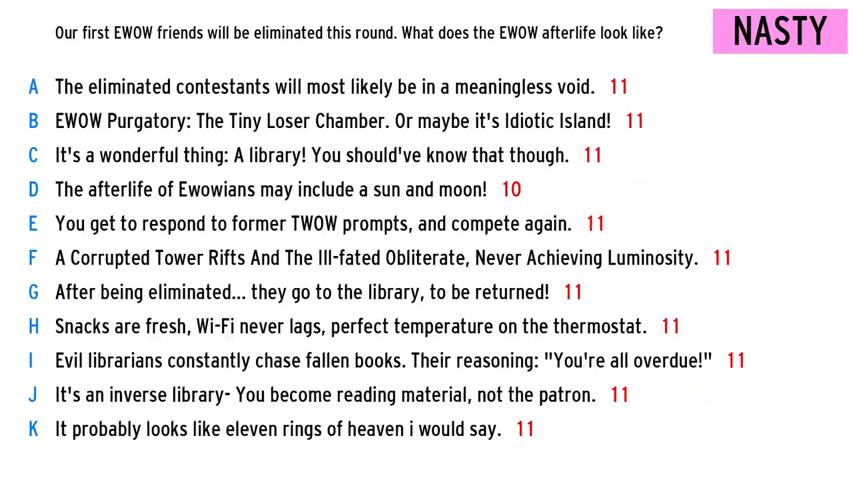 Our first EWOW friends will be eliminated this round. What does the EWOW afterlife look like?
NASTY
A The eliminated contestants will most likely be in a meaningless void. 11
B EWOW Purgatory: The Tiny Loser Chamber. Or maybe it's Idiotic Island! 11
C It's a wonderful thing: A library! You should've know that though. 11
D The afterlife of Ewowians may include a sun and moon! 10
E You get to respond to former TWOW prompts, and compete again. 11
F A Corrupted Tower Rifts And The Ill-fated Obliterate, Never Achieving Luminosity. 11
G After being eliminated... they go to the library, to be returned! 11
H Snacks are fresh, Wi-Fi never lags, perfect temperature on the thermostat. 11
I Evil librarians constantly chase fallen books. Their reasoning: "You're all overdue!" 11
J It's an inverse library- You become reading material, not the patron. 11
K It probably looks like eleven rings of heaven i would say. 11